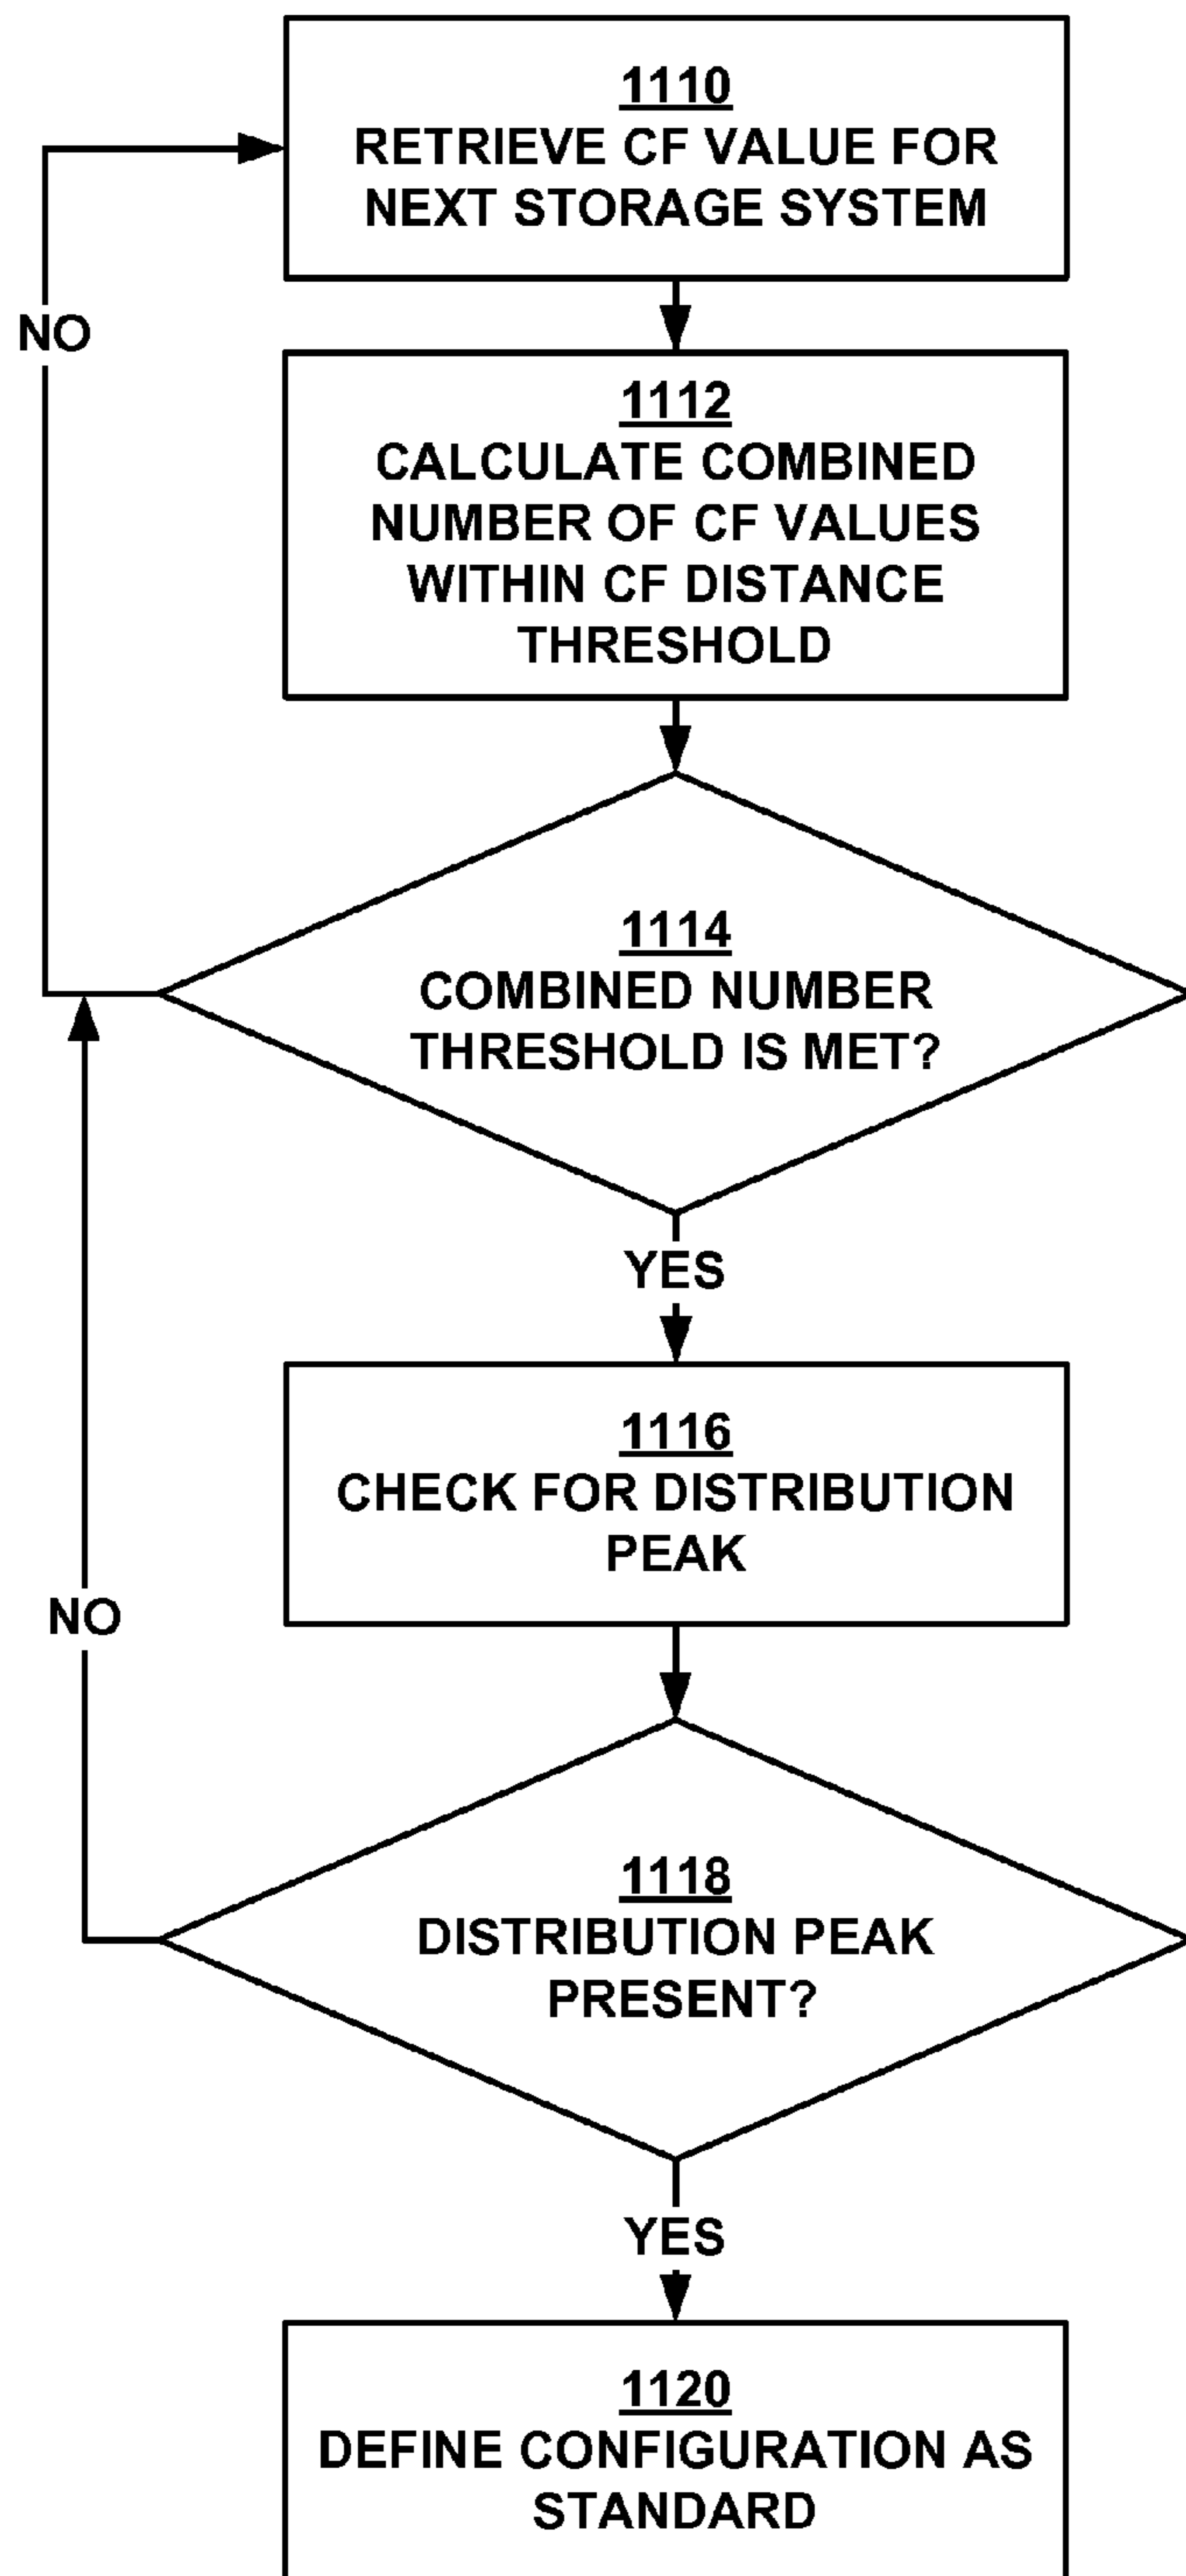 1110
RETRIEVE CF VALUE FOR
NEXT STORAGE SYSTEM
NO
1112
CALCULATE COMBINED
NUMBER OF CF VALUES
WITHIN CF DISTANCE
THRESHOLD
1114
COMBINED NUMBER
THRESHOLD IS MET?
YES
1116
CHECK FOR DISTRIBUTION
PEAK
NO
1118
DISTRIBUTION PEAK
PRESENT?
YES
1120
DEFINE CONFIGURATION AS
STANDARD